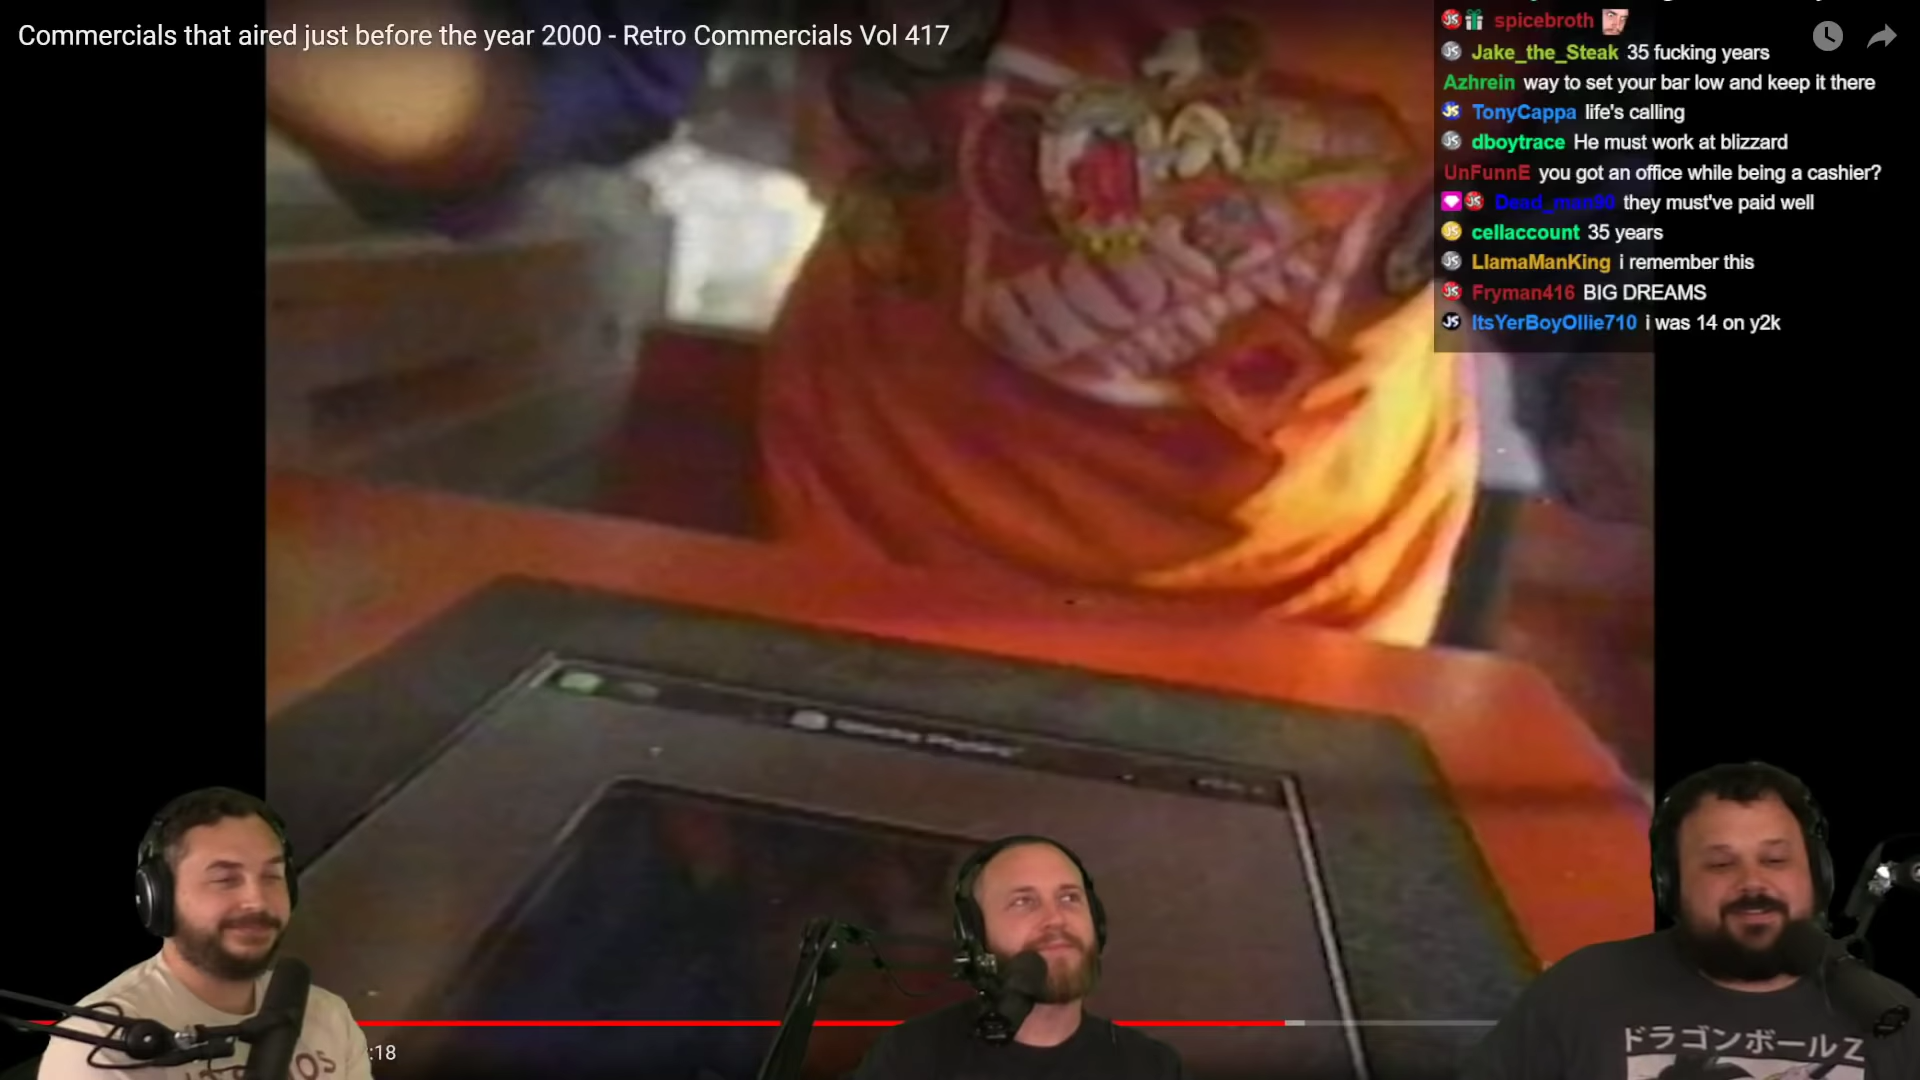 Commercials that aired just before the year 2000 - Retro Commercials Vol 417
spicebroth
Jake_the_Steak 35 fucking years
Azhrein way to set your bar low and keep it there
TonyCappa life's calling
dboytrace He must work at blizzard
UnFunnE you got an office while being a cashier?
Dead_man90 they must've paid well
cellaccount 35 years
LlamaManKing i remember this
Fryman416 BIG DREAMS
ItsYerBoyOllie710 i was 14 on y2k
:18
ドラゴンボールZ